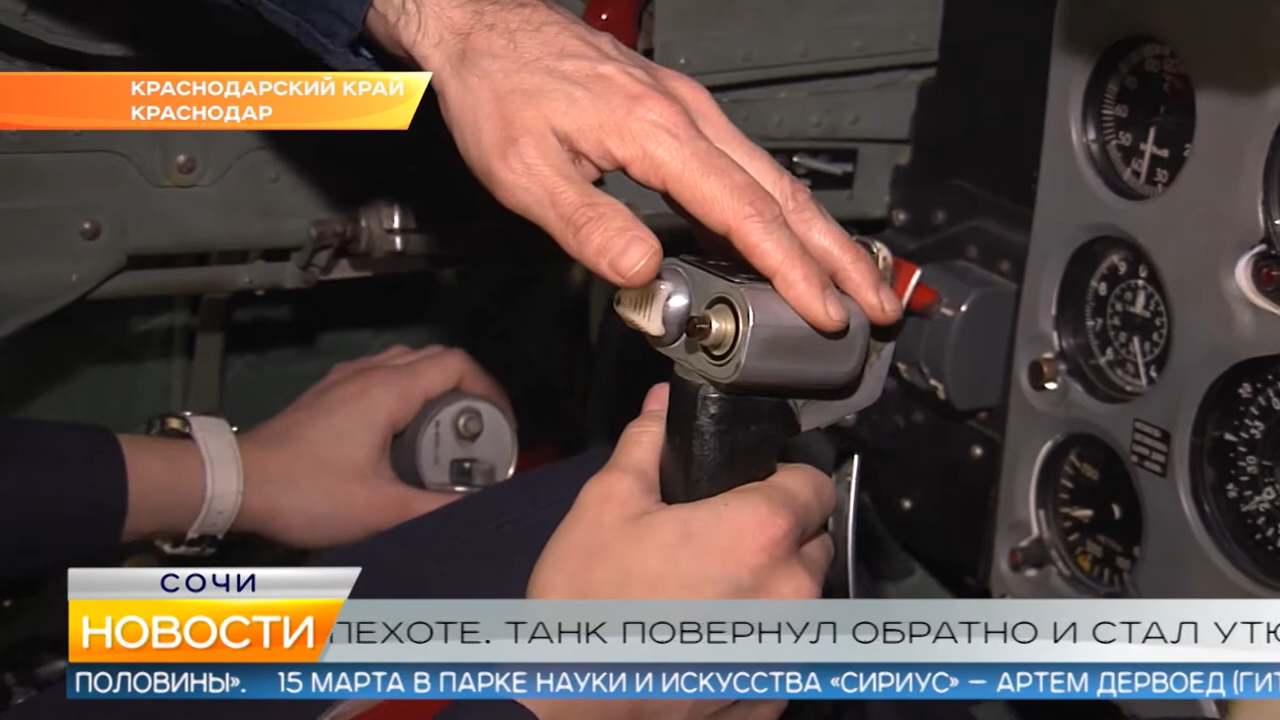 КРАСНОДАРСКИЙ КРАЙ
КРАСНОДАР
СОЧИ
НОВОСТИ
ПЕХОТЕ. ТАНК ПОВЕРНУЛ ОБРАТНО И СТАЛ
ПОЛОВИНЫ». 15 МАРТА В ПАРКЕ НАУКИ И ИСКУССТВА «СИРИУС» – АРТЕМ ДЕРВОЕД